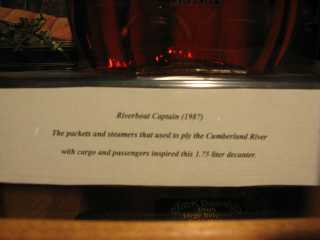 Riverboat Captain (1987)
The packets and steamers that used to ply the Cumberland River
with cargo and passengers inspired this 1.75 liter decanter.